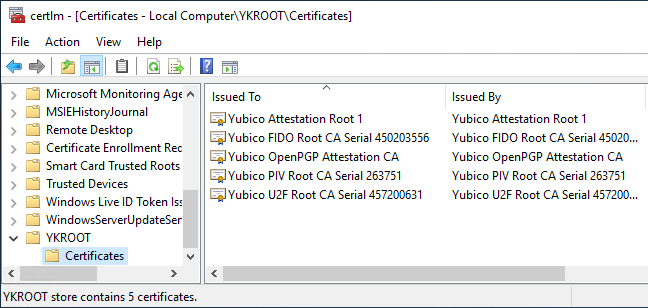 certlm - [Certificates - Local Computer\YKROOT\Certificates]
File Action View Help
Microsoft Monitoring Age
MSIEHistoryJournal
Remote Desktop
Certificate Enrollment Rec
Smart Card Trusted Roots
Trusted Devices
Windows Live ID Token Iss
WindowsServerUpdateSer
YKROOT
Certificates
Issued To Issued By
Yubico Attestation Root 1 Yubico Attestation Root 1
Yubico FIDO Root CA Serial 450203556 Yubico FIDO Root CA Serial 45020...
Yubico OpenPGP Attestation CA Yubico OpenPGP Attestation CA
Yubico PIV Root CA Serial 263751 Yubico PIV Root CA Serial 263751
Yubico U2F Root CA Serial 457200631 Yubico U2F Root CA Serial 457200...
YKROOT store contains 5 certificates.